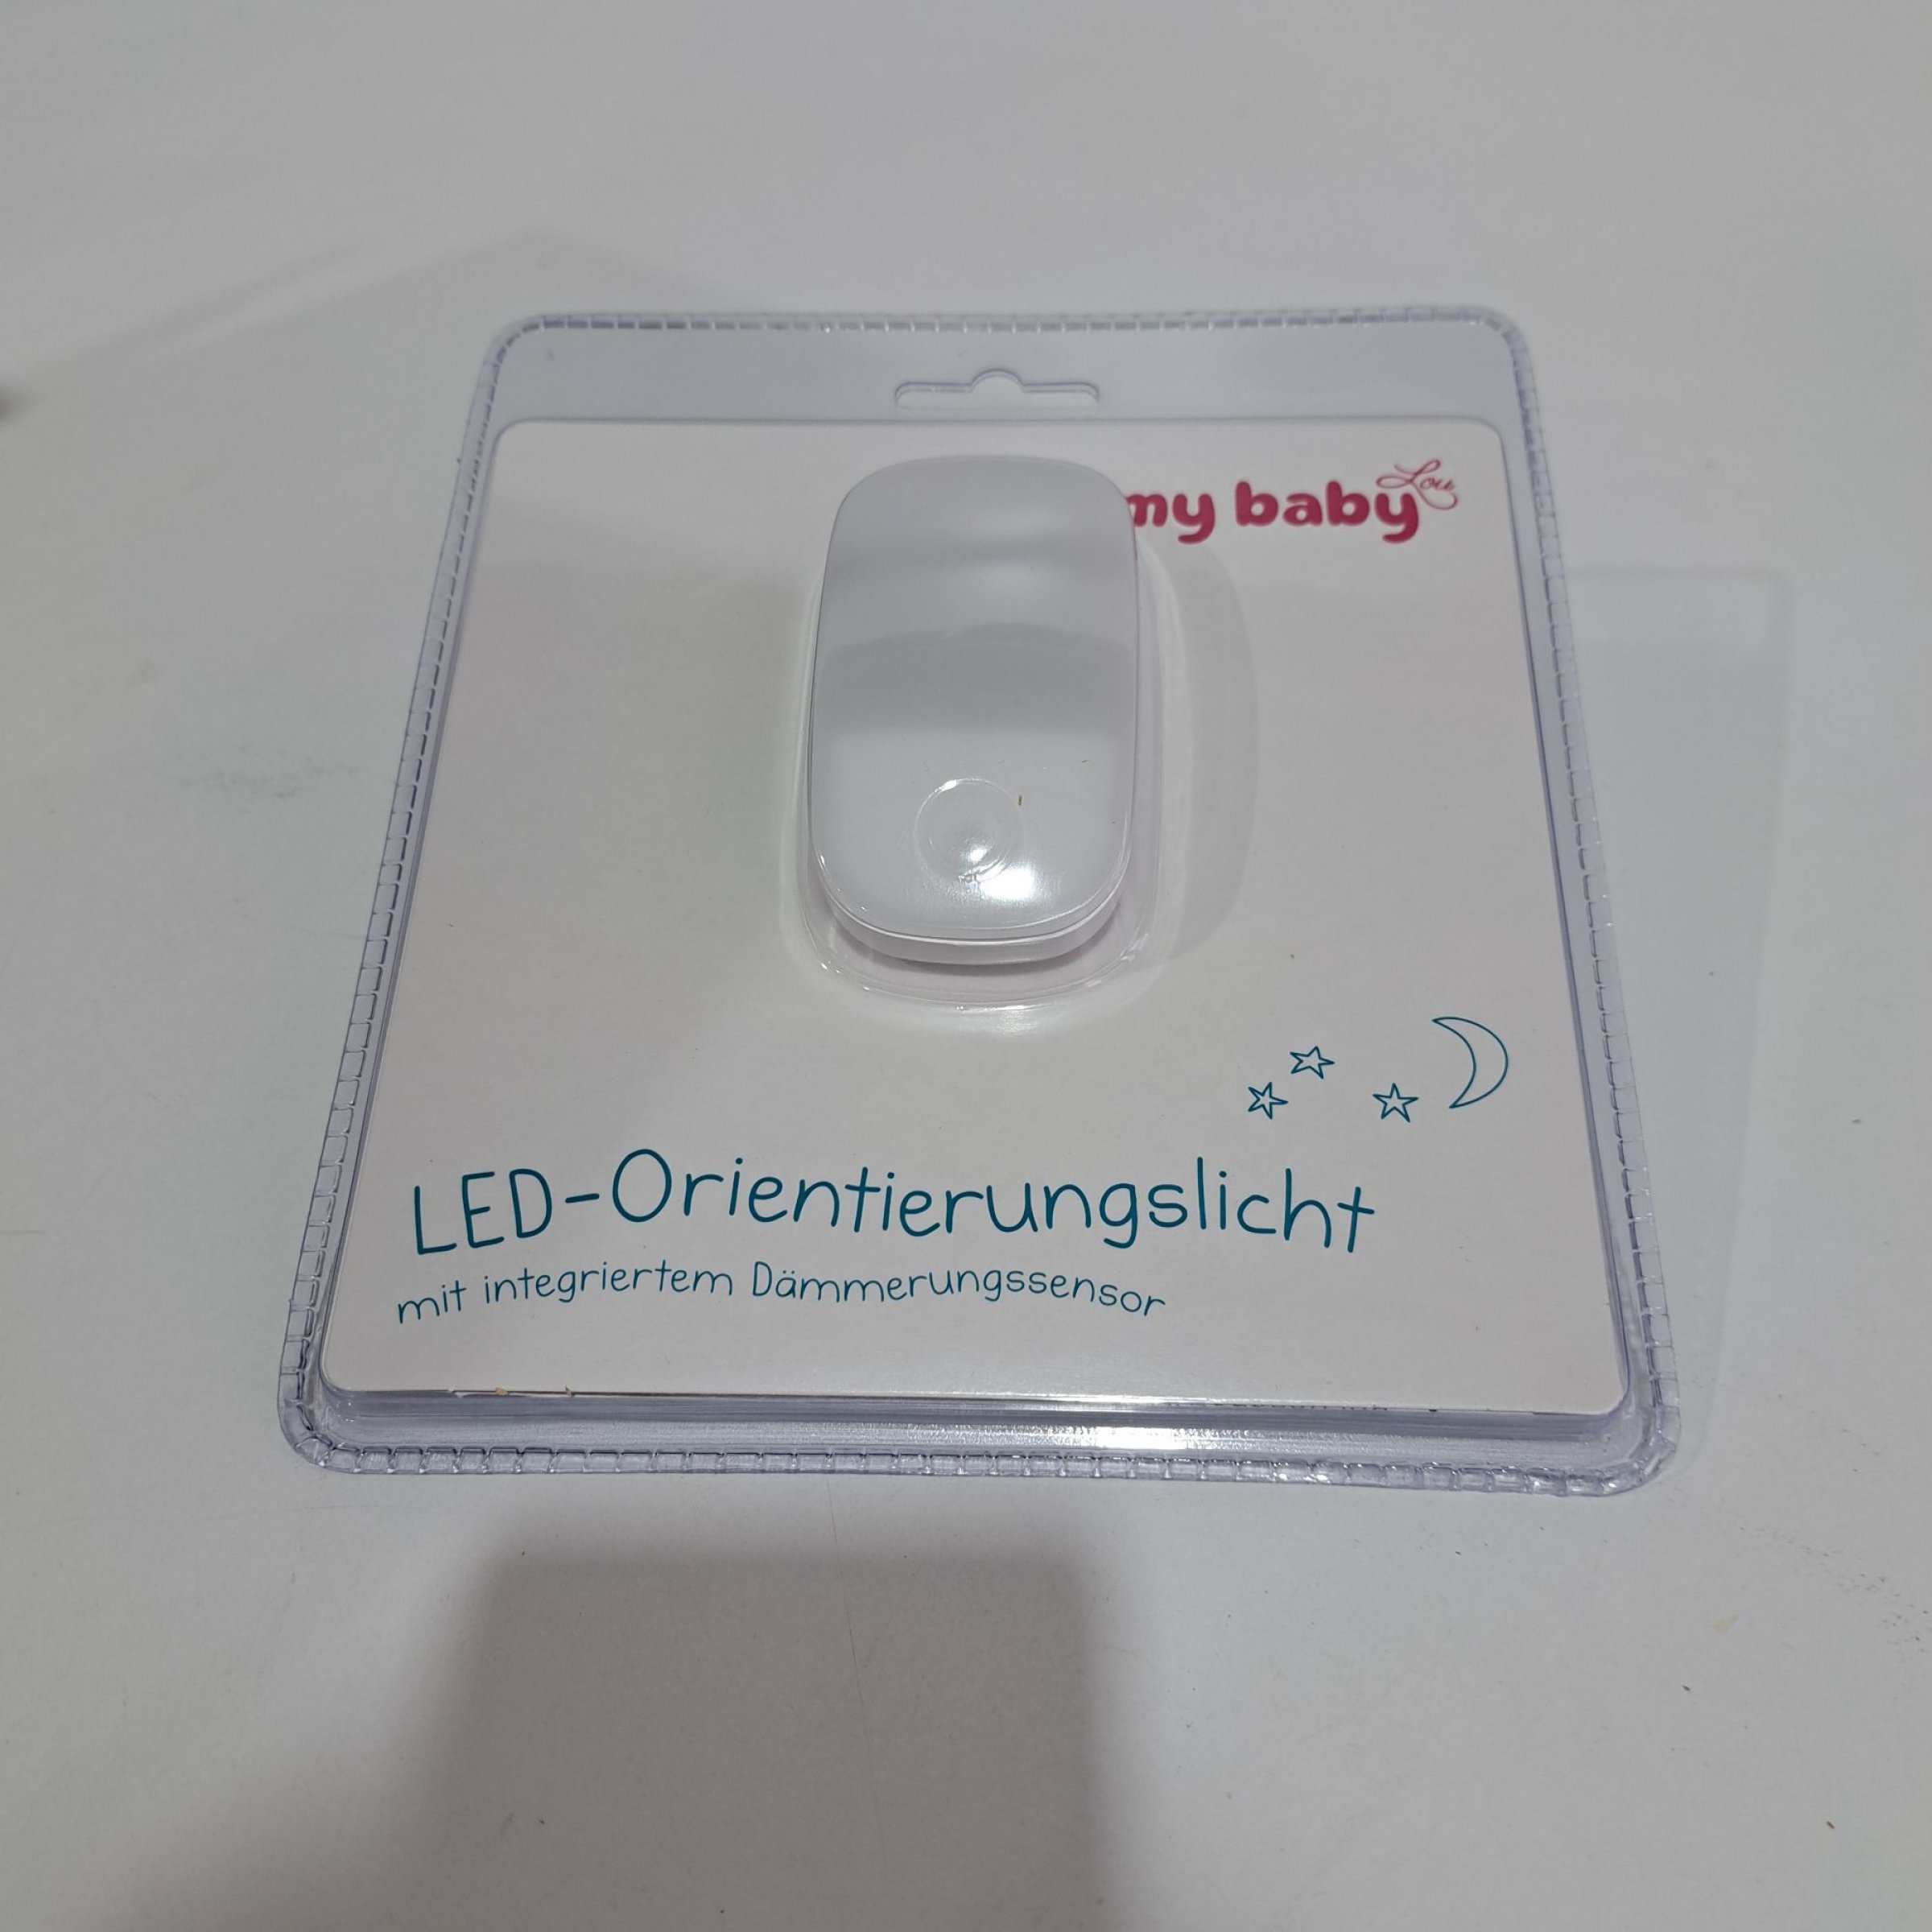 my baby Lou
LED-Orientierungslicht
mit integriertem Dämmerungssensor